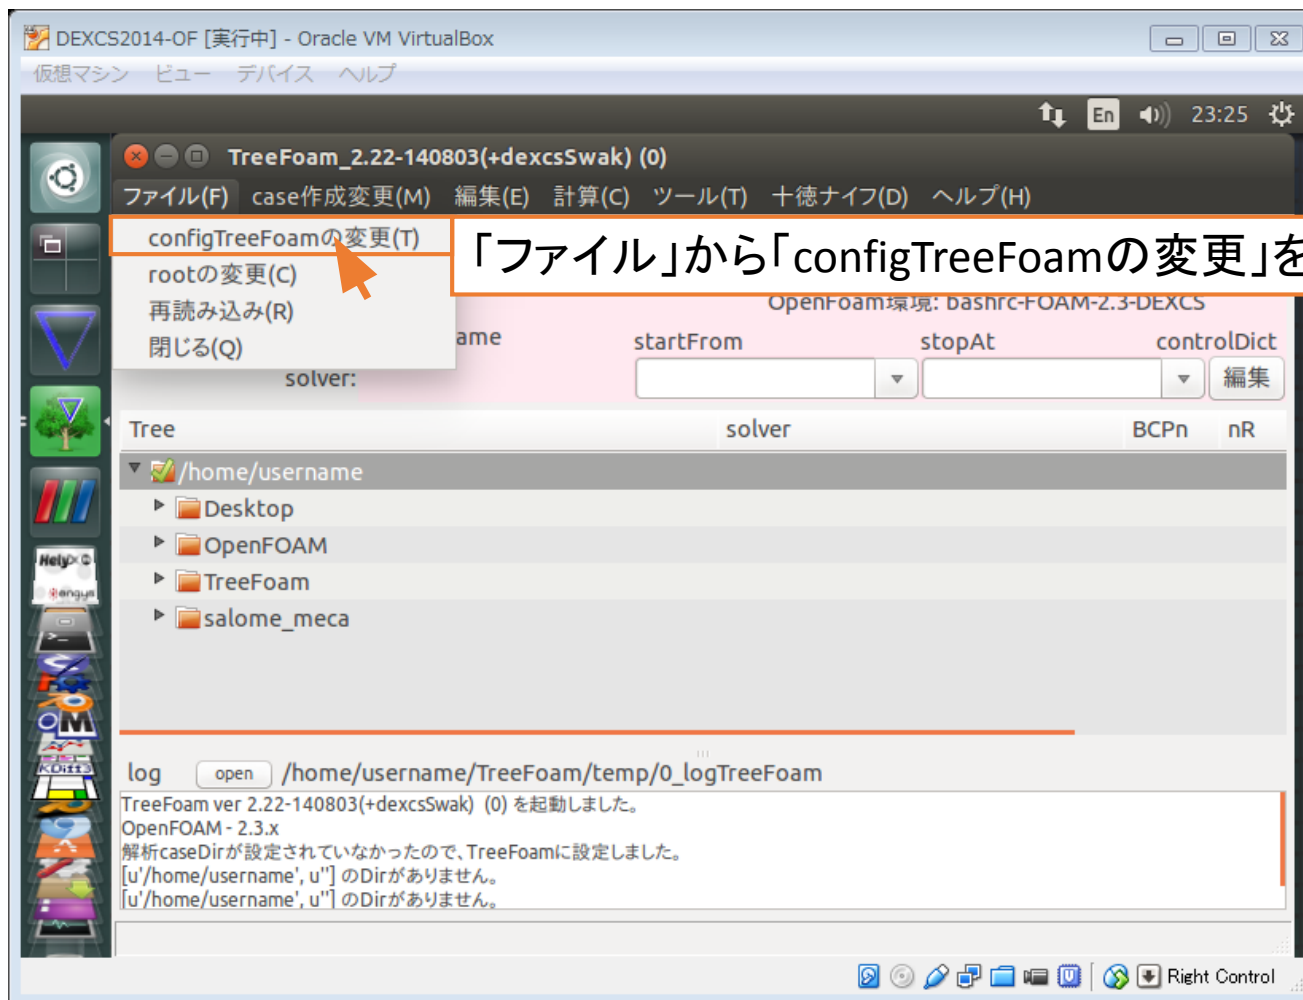 DEXCS2014-OF [実行中] - Oracle VM VirtualBox
仮想マシン ビュー デバイス ヘルプ
En 23:25
TreeFoam_2.22-140803(+dexcsSwak) (0)
ファイル(F) case作成変更(M) 編集(E) 計算(C) ツール(T) 十徳ナイフ(D) ヘルプ(H)
configTreeFoamの変更(T)
「ファイル」から「configTreeFoamの変更」を
rootの変更(C)
再読み込み(R)
閉じる(Q)
OpenFoam環境: bashrc-FOAM-2.3-DEXCS
ame startFrom stopAt controlDict
solver: 編集
Tree solver BCPn nR
/home/username
Desktop
OpenFOAM
TreeFoam
salome_meca
Helyx
engys
KDiff3
log open /home/username/TreeFoam/temp/0_logTreeFoam
TreeFoam ver 2.22-140803(+dexcsSwak) (0) を起動しました。
OpenFOAM - 2.3.x
解析caseDirが設定されていなかったので、TreeFoamに設定しました。
[u'/home/username', u''] のDirがありません。
[u'/home/username', u''] のDirがありません。
Right Control